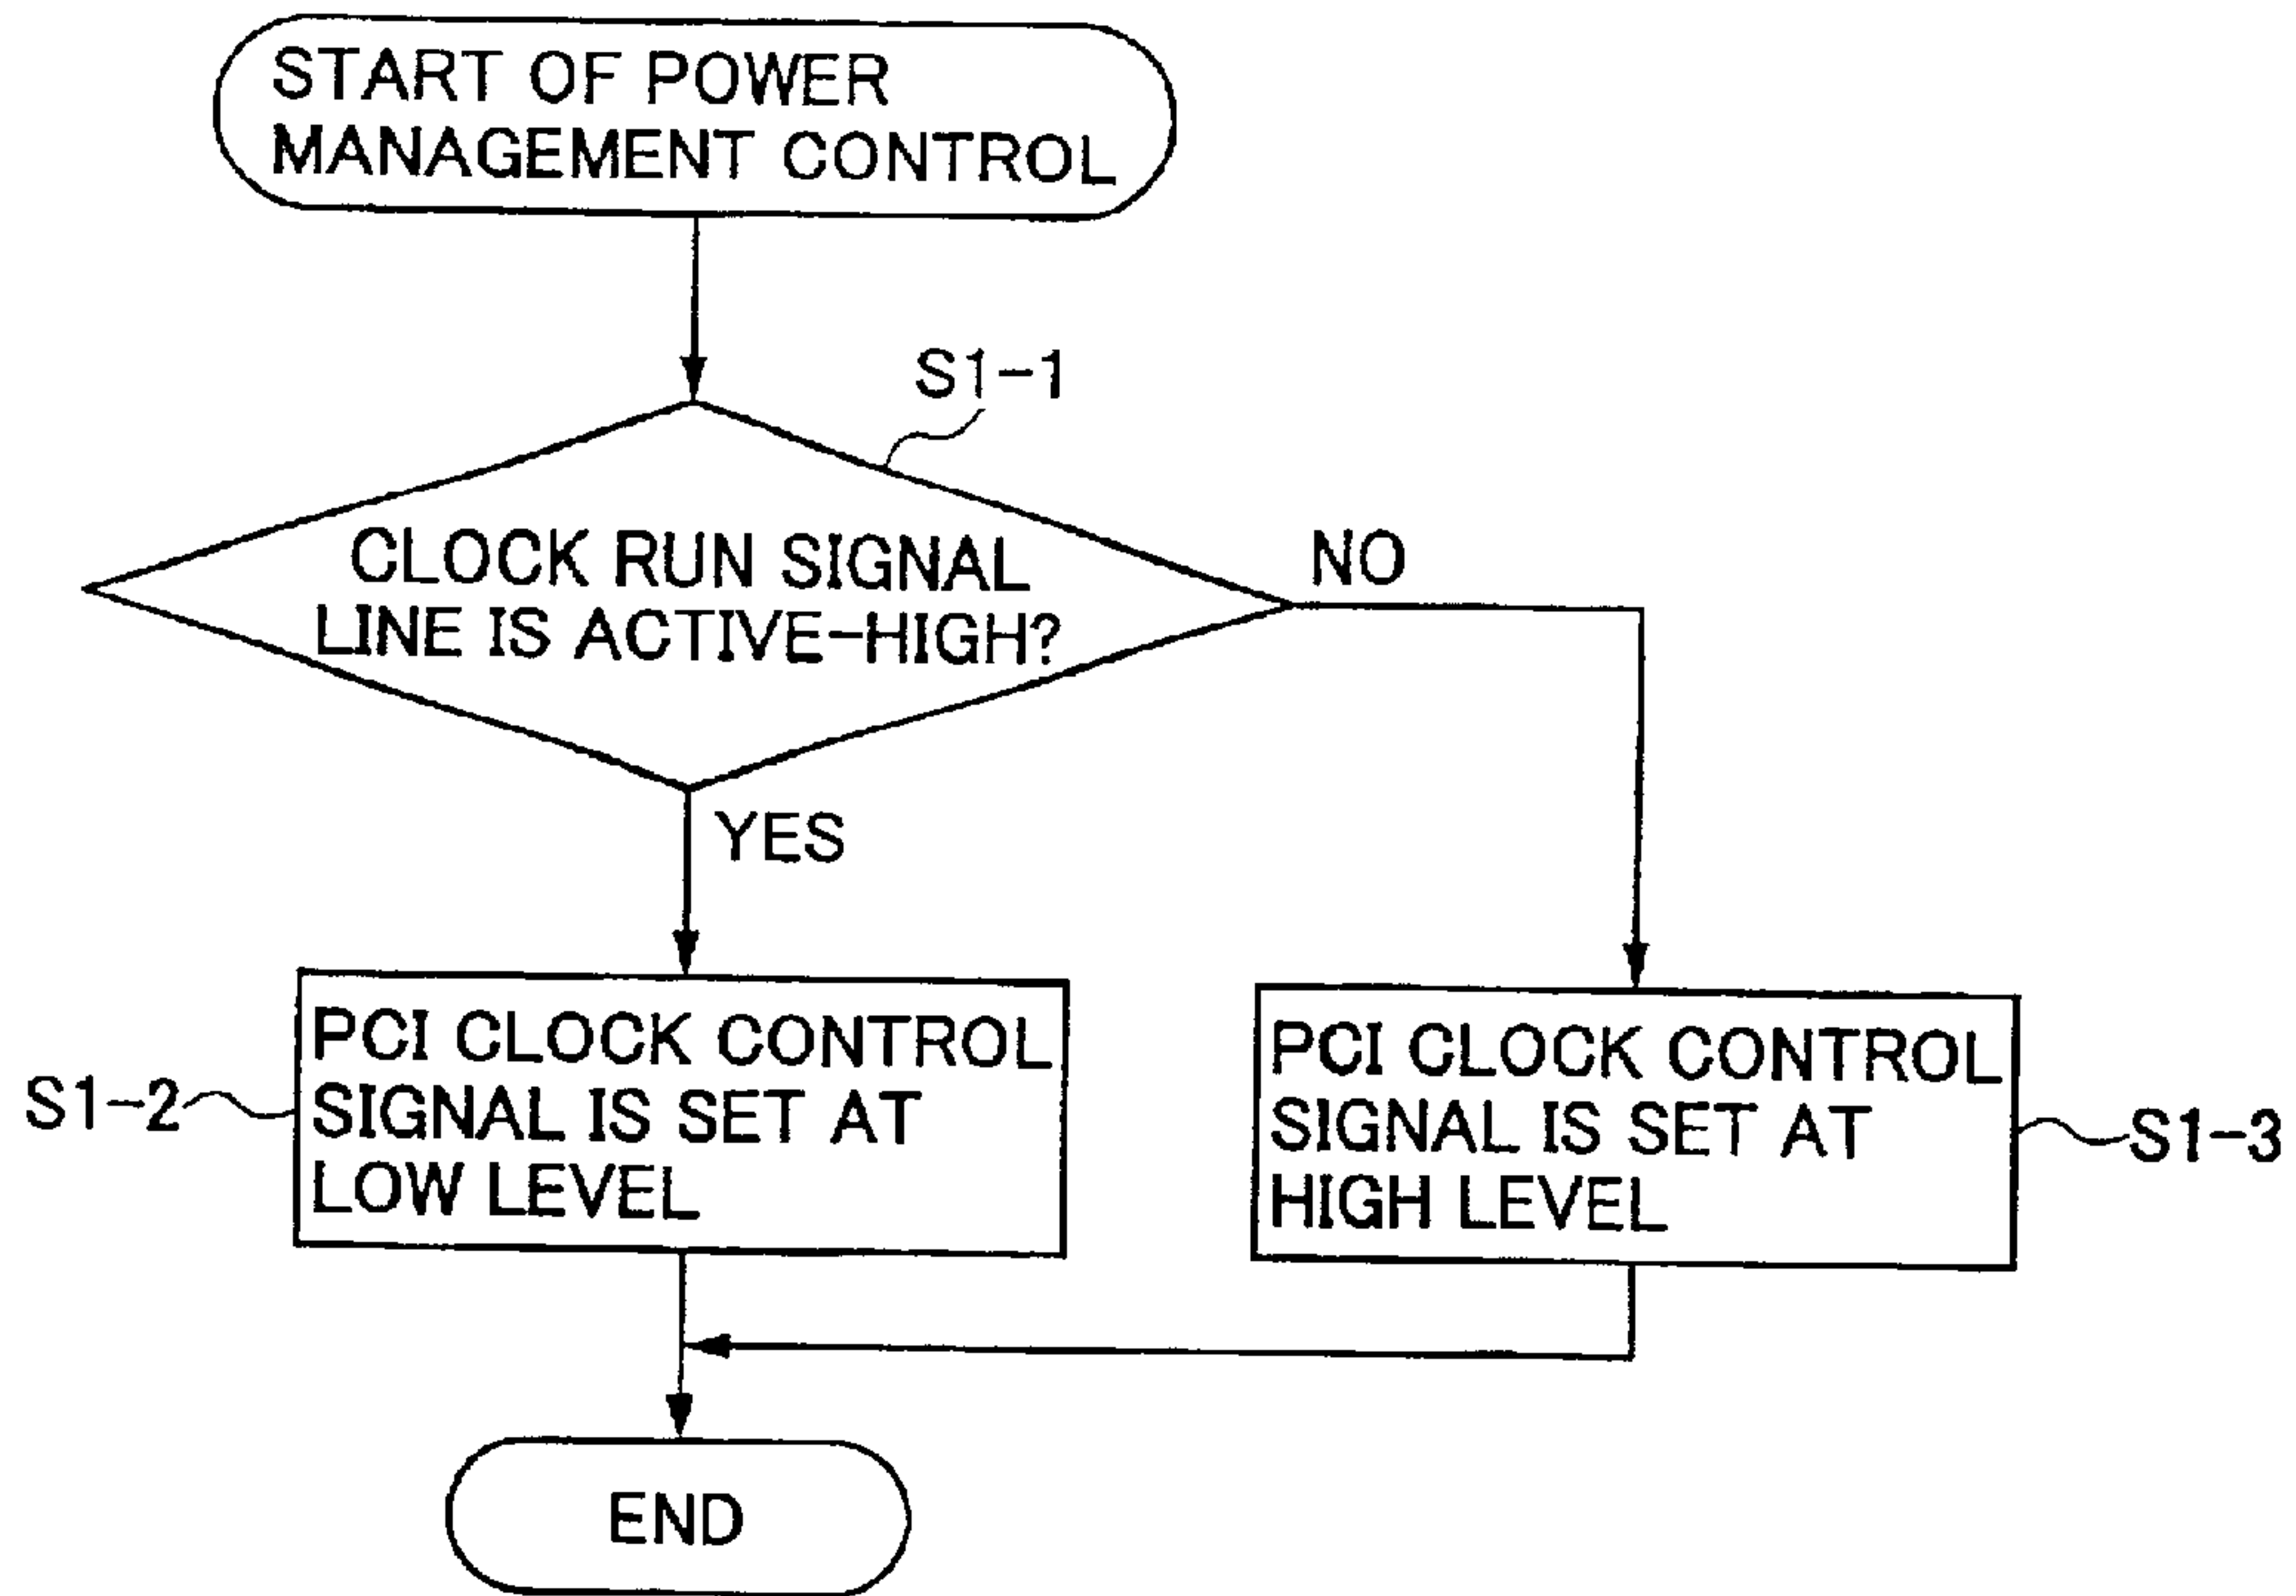 START OF POWER
MANAGEMENT CONTROL
S1-1
CLOCK RUN SIGNAL
LINE IS ACTIVE-HIGH?
NO
YES
PCI CLOCK CONTROL
SIGNAL IS SET AT
LOW LEVEL
S1-2
PCI CLOCK CONTROL
SIGNAL IS SET AT
HIGH LEVEL
S1-3
END